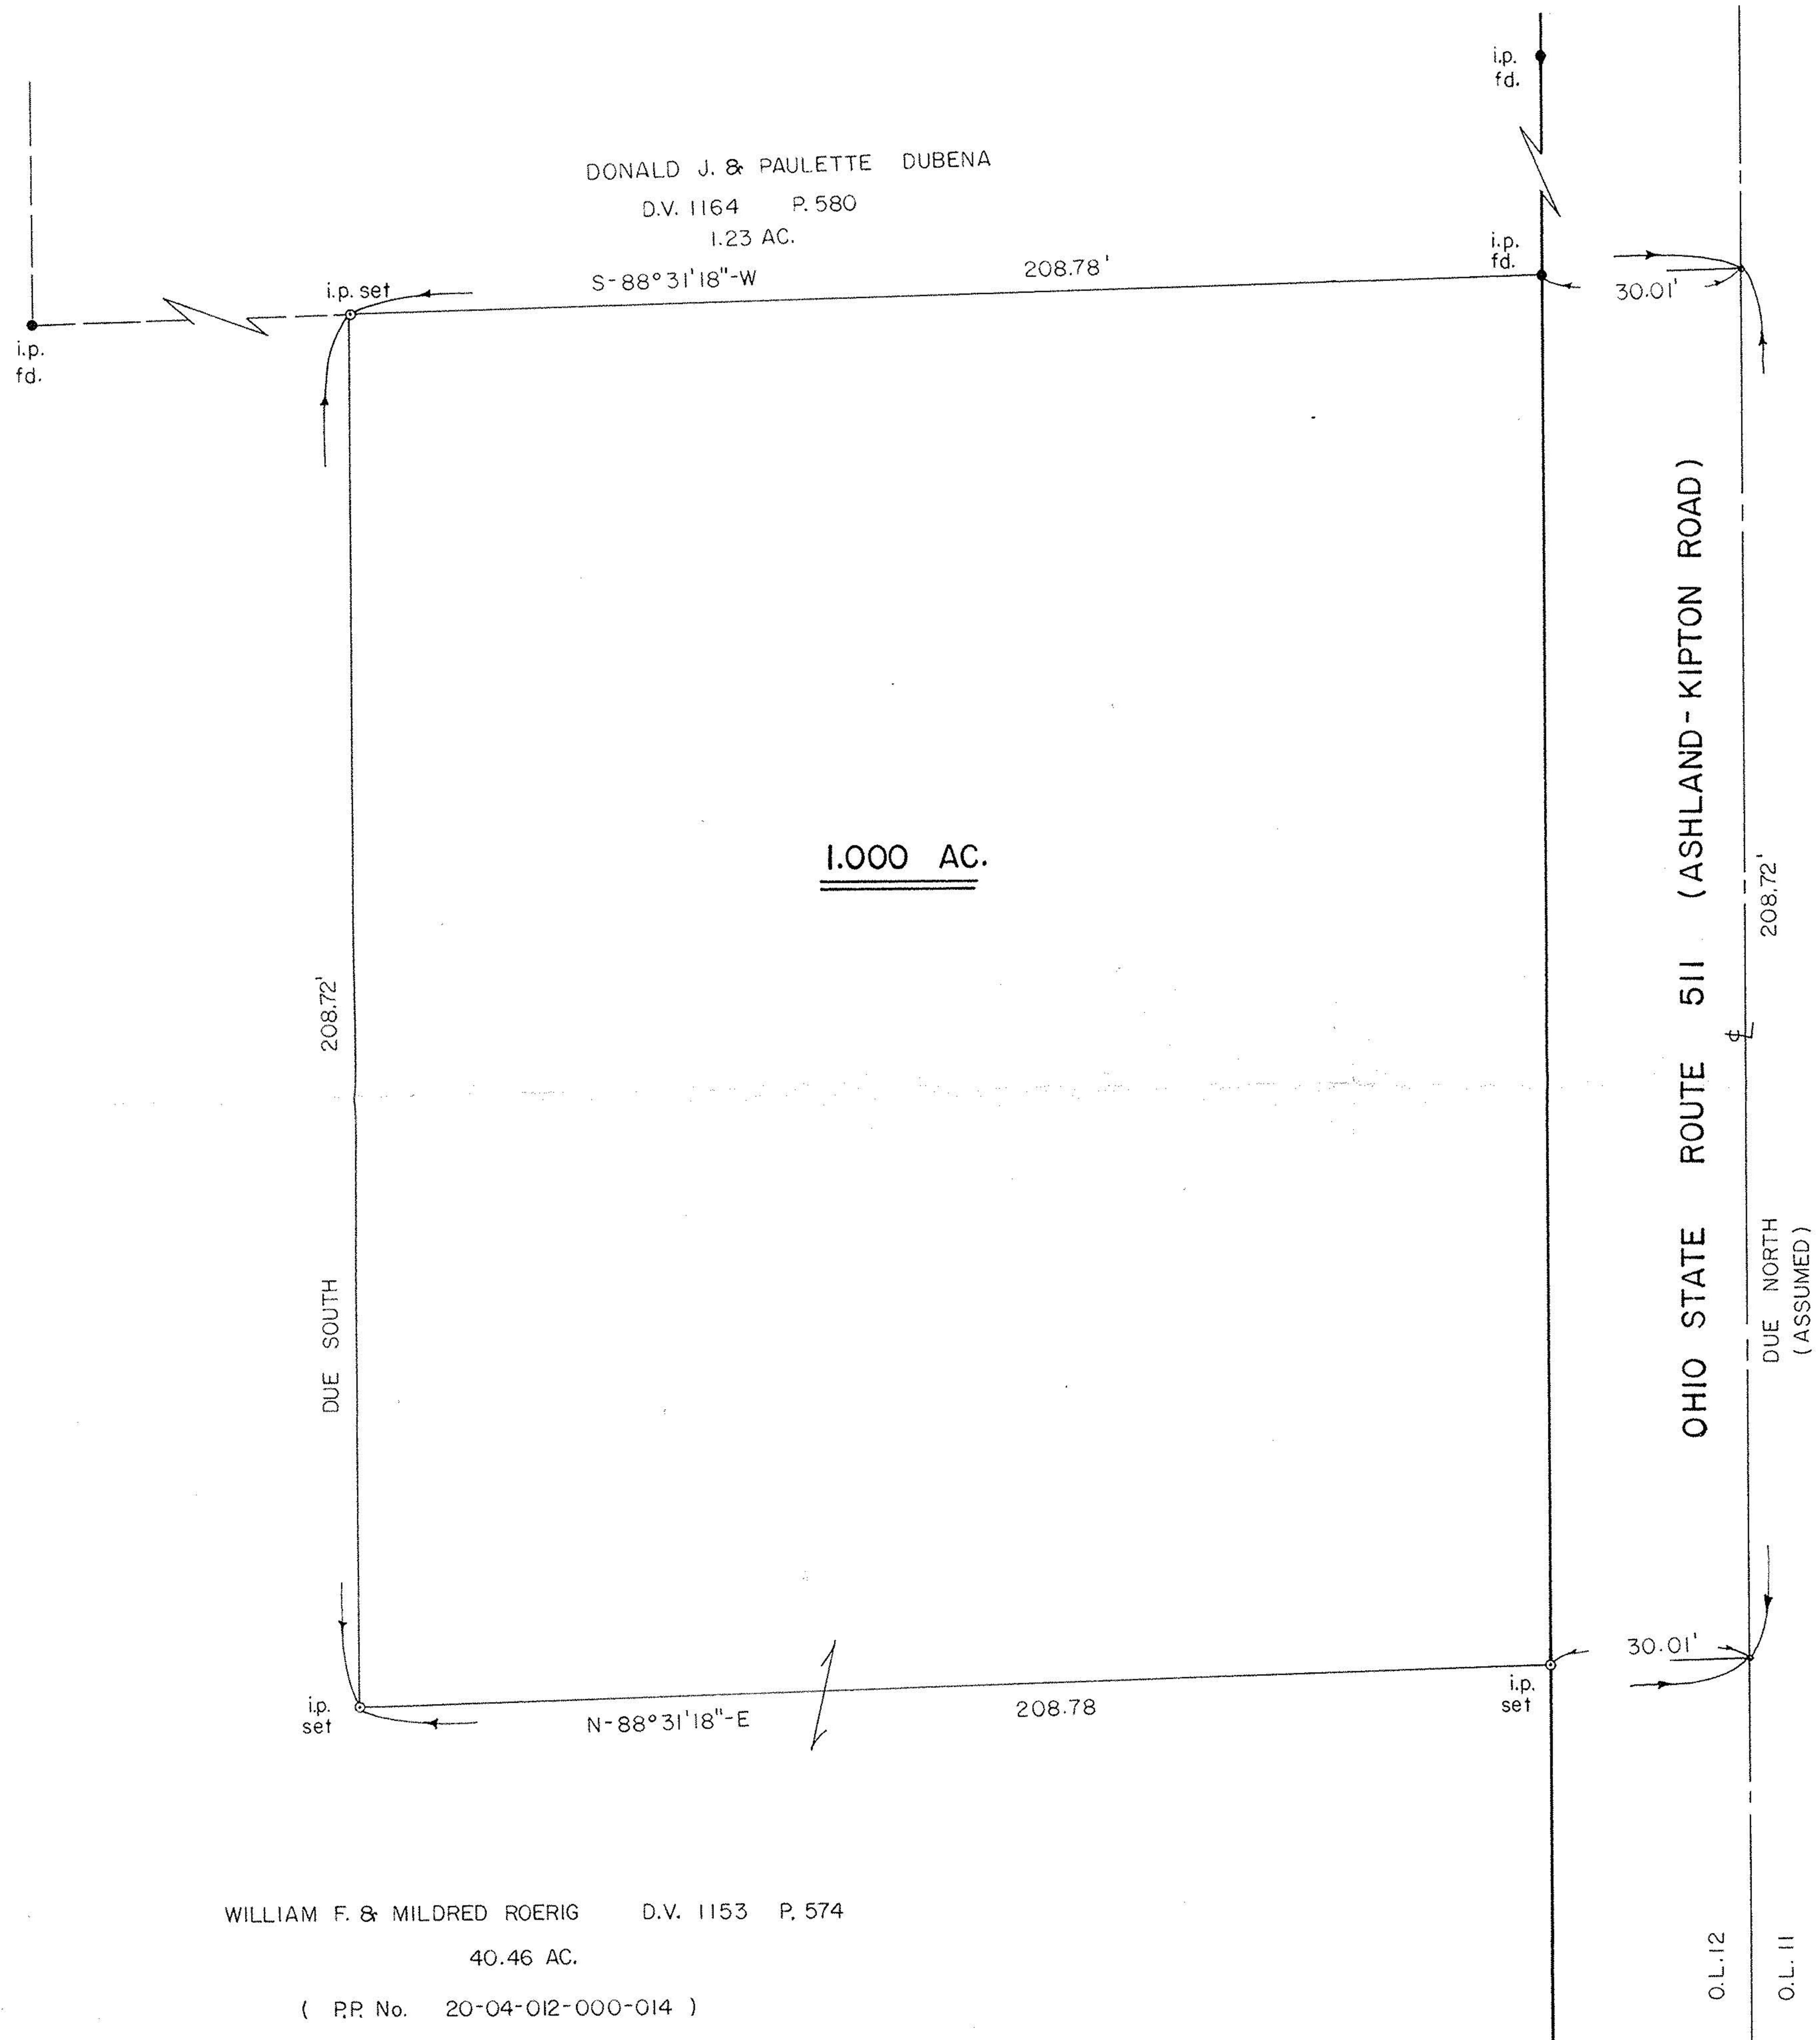 i.p.
fd.
DONALD J. & PAULETTE DUBENA
D.V. 1164 P. 580
1.23 AC.
i.p.
fd.
S-88°31'18"-W
208.78'
30.01'
i.p. set
i.p.
fd.
OHIO STATE ROUTE 511 (ASHLAND-KIPTON ROAD)
1.000 AC.
208.72'
208.72'
℄
DUE SOUTH
DUE NORTH
(ASSUMED)
30.01'
i.p.
set
i.p.
set
N-88°31'18"-E
208.78
WILLIAM F. & MILDRED ROERIG D.V. 1153 P. 574
40.46 AC.
( P.P. No. 20-04-012-000-014 )
O.L. 12
O.L. 11